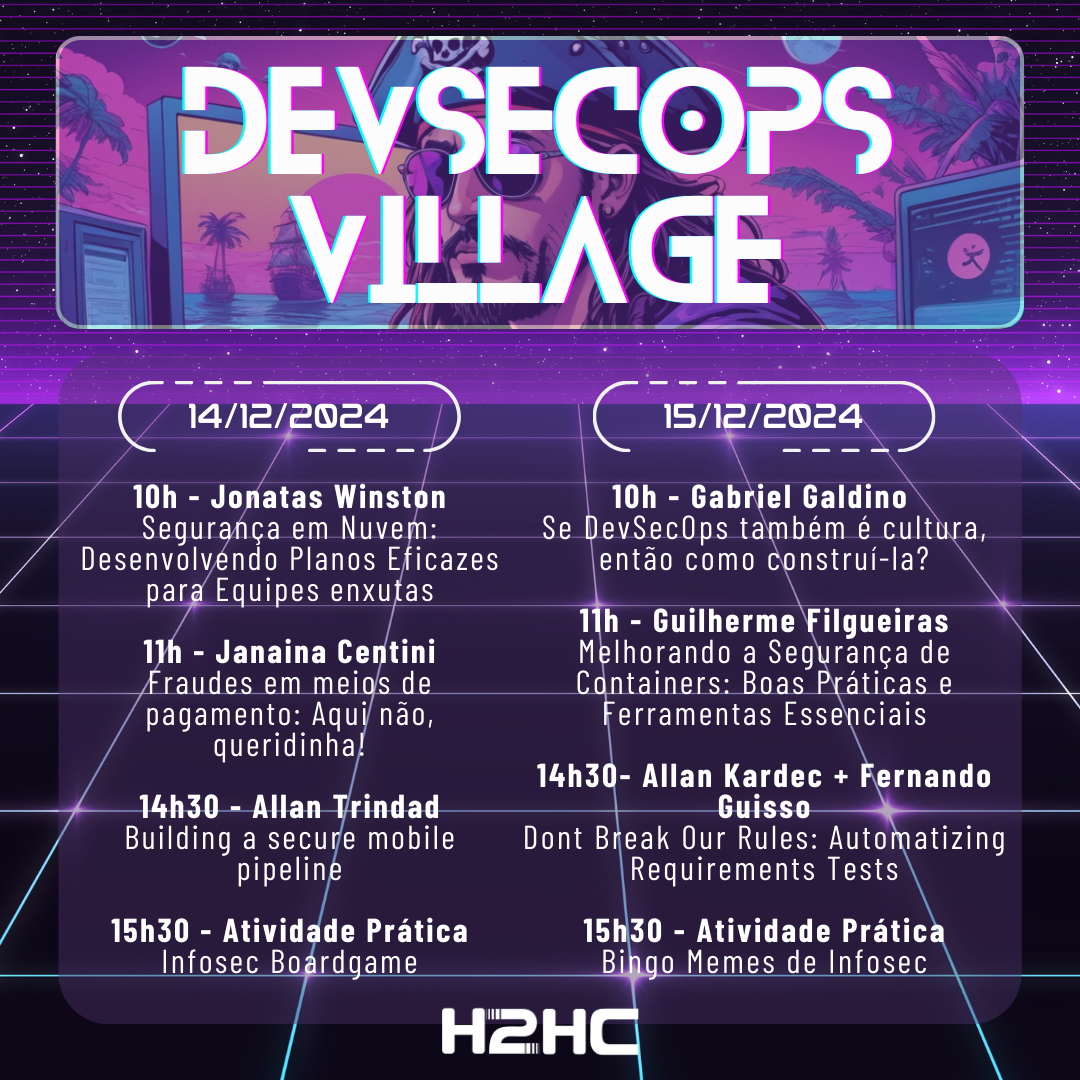 DEVSECOPS
VILLAGE
14/12/2024
10h - Jonatas Winston
Segurança em Nuvem:
Desenvolvendo Planos Eficazes
para Equipes enxutas
11h - Janaina Centini
Fraudes em meios de
pagamento: Aqui não,
queridinha!
14h30 - Allan Trindad
Building a secure mobile
pipeline
15h30 - Atividade Prática
Infosec Boardgame
15/12/2024
10h - Gabriel Galdino
Se DevSecOps também é cultura,
então como construí-la?
11h - Guilherme Filgueiras
Melhorando a Segurança de
Containers: Boas Práticas e
Ferramentas Essenciais
14h30- Allan Kardec + Fernando
Guisso
Dont Break Our Rules: Automatizing
Requirements Tests
15h30 - Atividade Prática
Bingo Memes de Infosec
H2HC